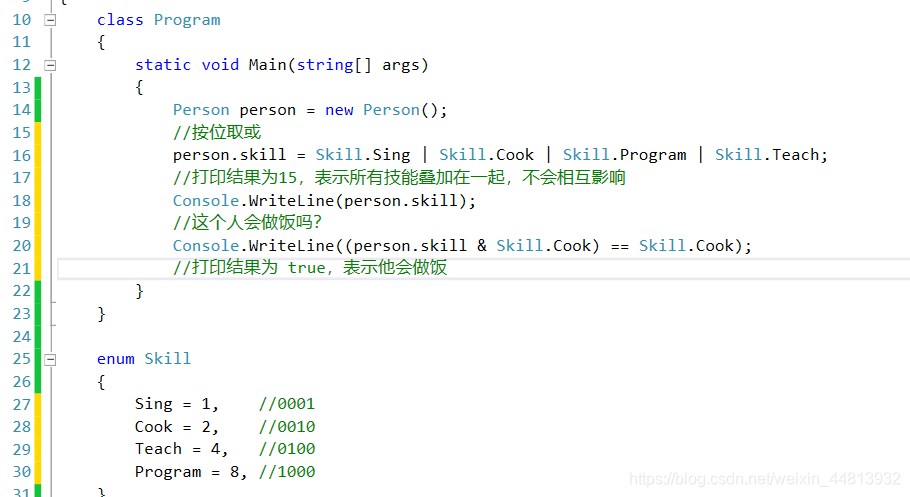 10 class Program
11 {
12 static void Main(string[] args)
13 {
14 Person person = new Person();
15 //按位取或
16 person.skill = Skill.Sing | Skill.Cook | Skill.Program | Skill.Teach;
17 //打印结果为15，表示所有技能叠加在一起，不会相互影响
18 Console.WriteLine(person.skill);
19 //这个人会做饭吗？
20 Console.WriteLine((person.skill & Skill.Cook) == Skill.Cook);
21 //打印结果为 true，表示他会做饭
22 }
23 }
24
25 enum Skill
26 {
27 Sing = 1, //0001
28 Cook = 2, //0010
29 Teach = 4, //0100
30 Program = 8, //1000
31 }
https://blog.csdn.net/weixin_44813932